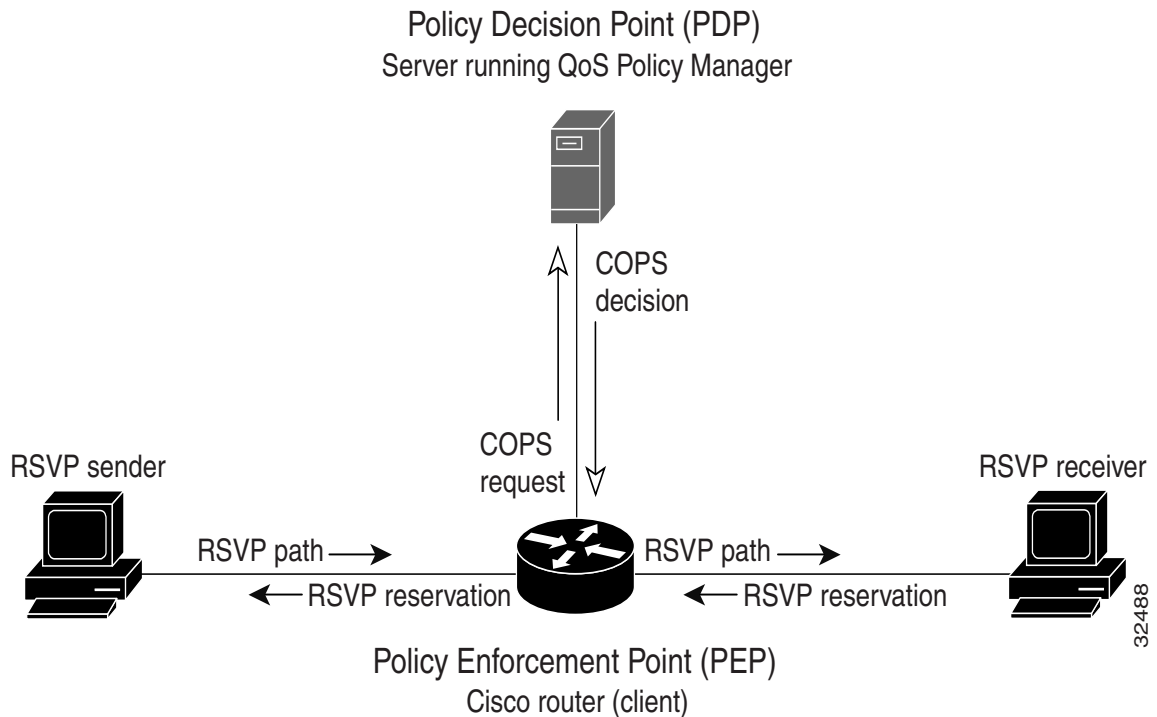 Policy Decision Point (PDP)
Server running QoS Policy Manager
COPS
decision
COPS
request
RSVP sender
RSVP receiver
RSVP path
RSVP path
RSVP reservation
RSVP reservation
32488
Policy Enforcement Point (PEP)
Cisco router (client)